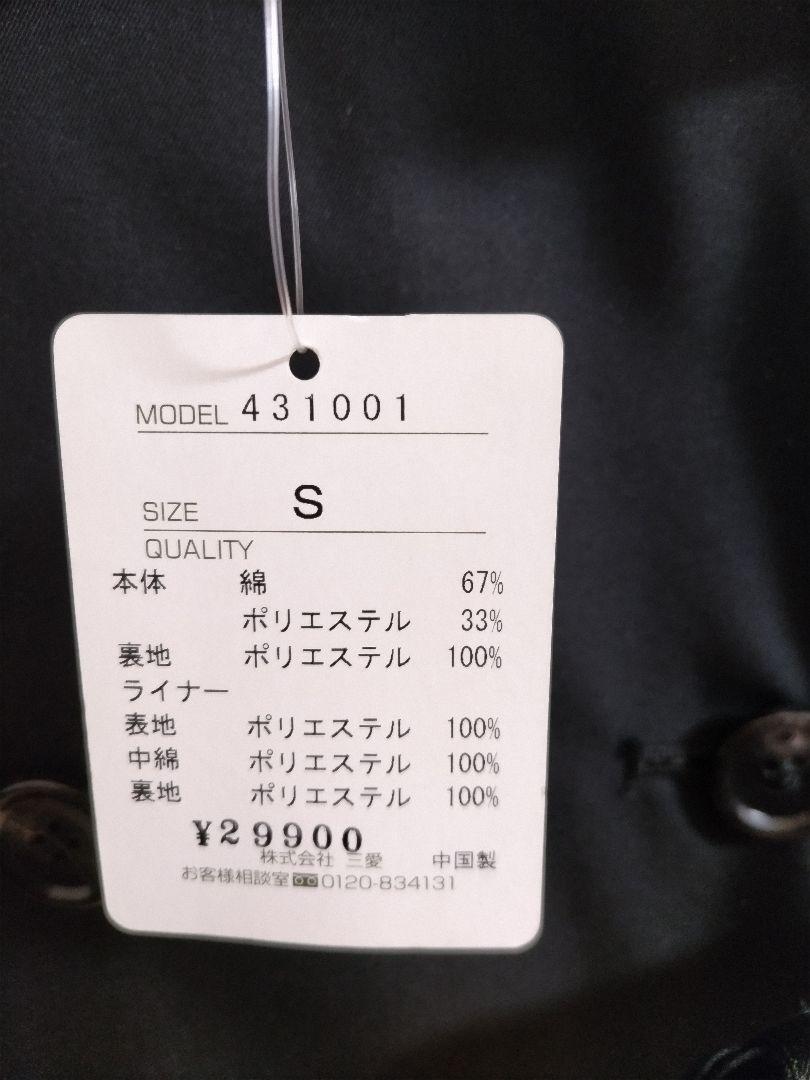 MODEL 431001
SIZE S
QUALITY
本体 綿 67%
ポリエステル 33%
裏地 ポリエステル 100%
ライナー
表地 ポリエステル 100%
中綿 ポリエステル 100%
裏地 ポリエステル 100%
¥29900
株式会社 三愛 中国製
お客様相談室 0120-834131